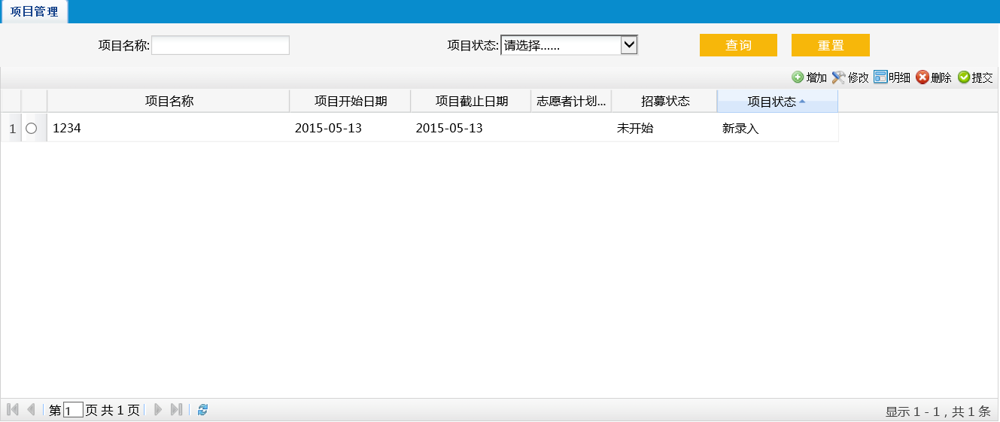 项目管理
项目名称: 项目状态: 请选择...... 查询 重置
增加 修改 明细 删除 提交
项目名称 项目开始日期 项目截止日期 志愿者计划... 招募状态 项目状态
1 1234 2015-05-13 2015-05-13 未开始 新录入
第 1 页 共 1 页 显示 1 - 1，共 1 条